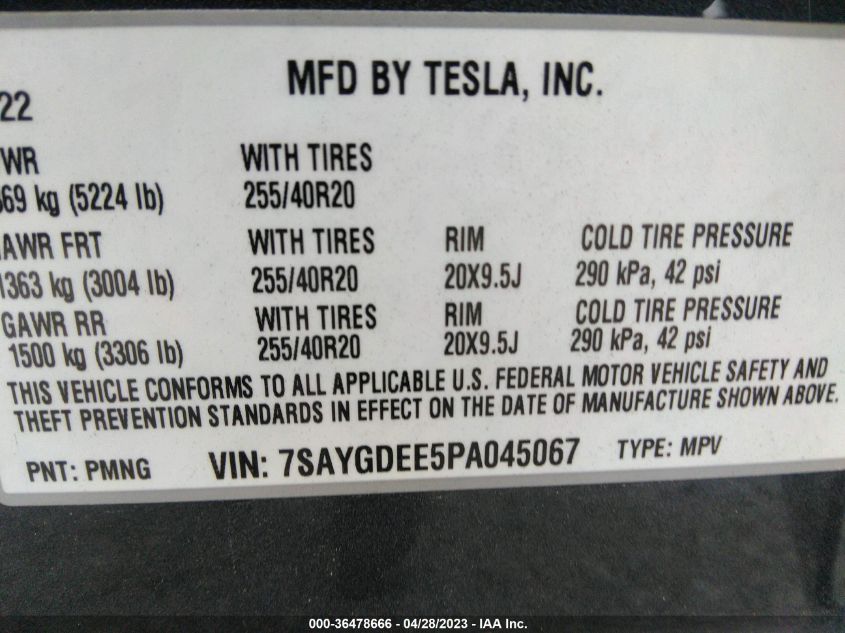 MFD BY TESLA, INC.
22
WR WITH TIRES
69 kg (5224 lb) 255/40R20
AWR FRT WITH TIRES RIM COLD TIRE PRESSURE
1363 kg (3004 lb) 255/40R20 20X9.5J 290 kPa, 42 psi
GAWR RR WITH TIRES RIM COLD TIRE PRESSURE
1500 kg (3306 lb) 255/40R20 20X9.5J 290 kPa, 42 psi
THIS VEHICLE CONFORMS TO ALL APPLICABLE U.S. FEDERAL MOTOR VEHICLE SAFETY AND
THEFT PREVENTION STANDARDS IN EFFECT ON THE DATE OF MANUFACTURE SHOWN ABOVE.
PNT: PMNG VIN: 7SAYGDEE5PA045067 TYPE: MPV
000-36478666 - 04/28/2023 - IAA Inc.